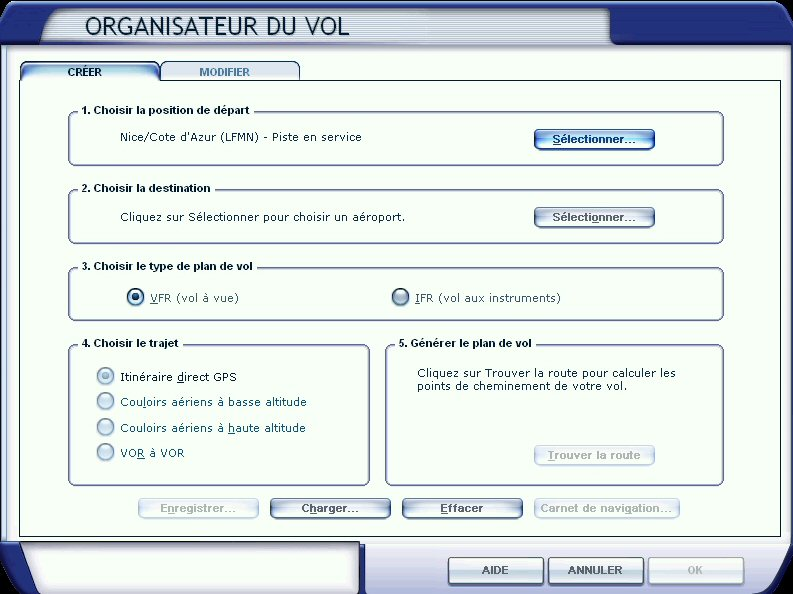 ORGANISATEUR DU VOL
CRÉER
MODIFIER
1. Choisir la position de départ
Nice/Cote d'Azur (LFMN) - Piste en service
Sélectionner...
2. Choisir la destination
Cliquez sur Sélectionner pour choisir un aéroport.
Sélectionner...
3. Choisir le type de plan de vol
VFR (vol à vue)
IFR (vol aux instruments)
4. Choisir le trajet
Itinéraire direct GPS
Couloirs aériens à basse altitude
Couloirs aériens à haute altitude
VOR à VOR
5. Générer le plan de vol
Cliquez sur Trouver la route pour calculer les
points de cheminement de votre vol.
Trouver la route
Enregistrer...
Charger...
Effacer
Carnet de navigation...
AIDE
ANNULER
OK